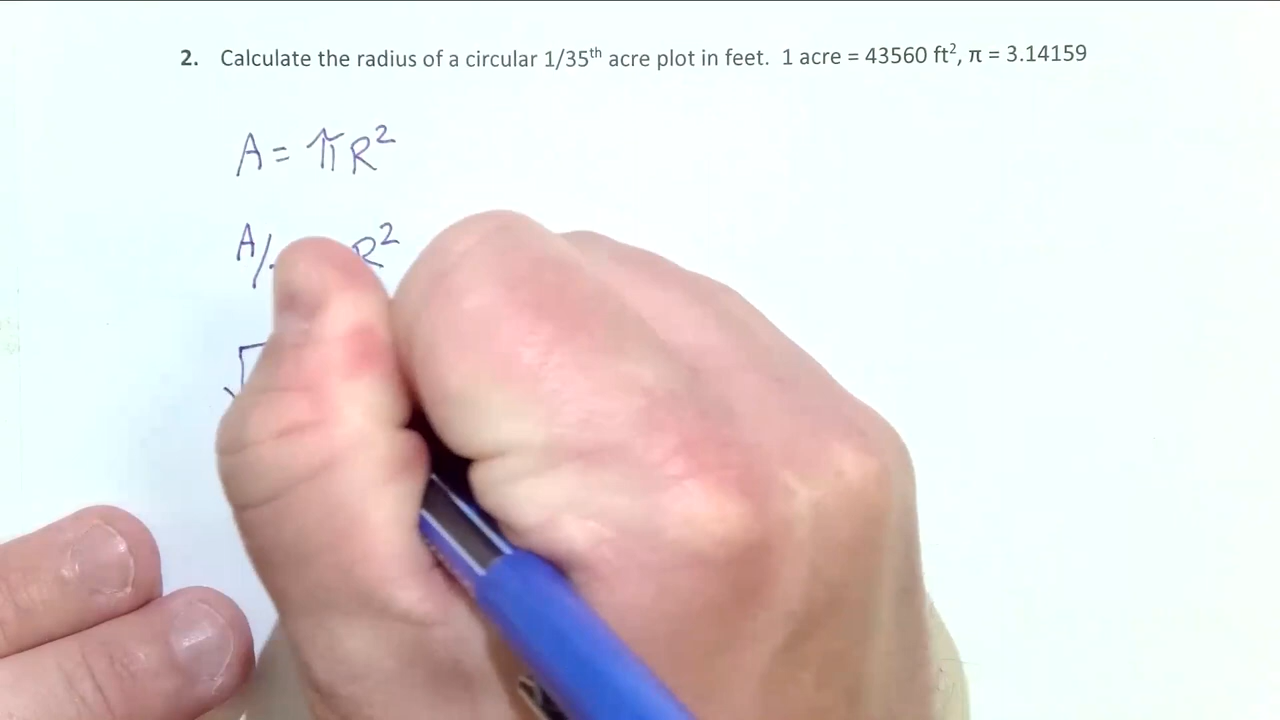 2. Calculate the radius of a circular 1/35th acre plot in feet. 1 acre = 43560 ft², π = 3.14159
A = πR²
A/ R²
√